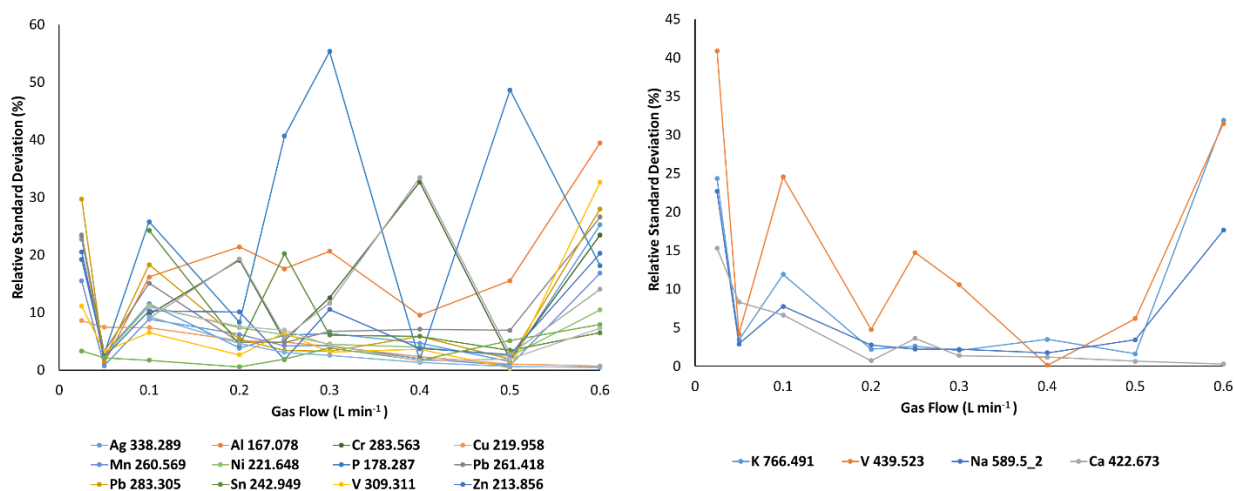 60
50
40
30
20
10
0
Relative Standard Deviation (%)
0 0.1 0.2 0.3 0.4 0.5 0.6
Gas Flow (L min⁻¹)
Ag 338.289 Al 167.078 Cr 283.563 Cu 219.958
Mn 260.569 Ni 221.648 P 178.287 Pb 261.418
Pb 283.305 Sn 242.949 V 309.311 Zn 213.856
45
40
35
30
25
20
15
10
5
0
Relative Standard Deviation (%)
0 0.1 0.2 0.3 0.4 0.5 0.6
Gas Flow (L min⁻¹)
K 766.491 V 439.523 Na 589.5_2 Ca 422.673